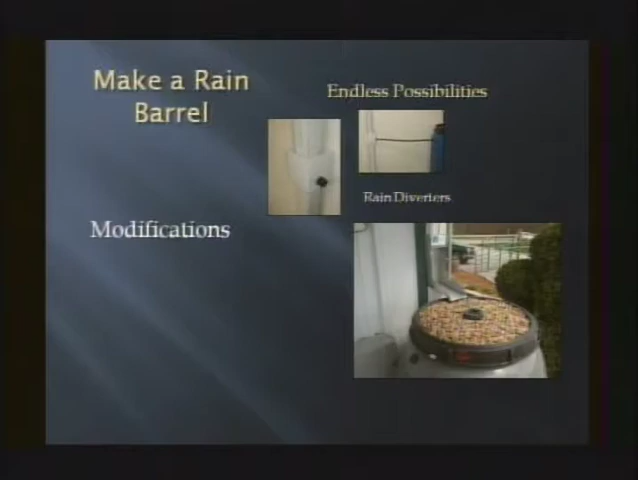 Make a Rain
Barrel
Endless Possibilities
Rain Diverters
Modifications